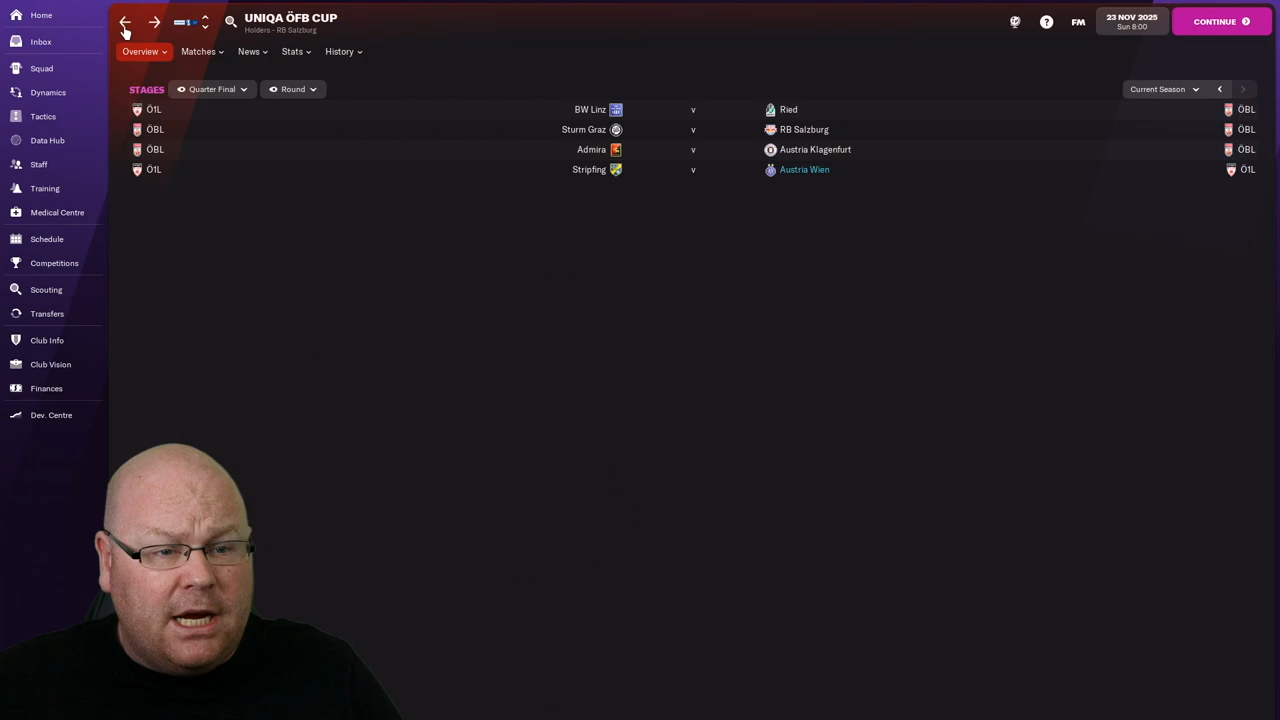 Home
UNIQA ÖFB CUP
Holders - RB Salzburg
FM
23 NOV 2025
Sun 8:00
CONTINUE
Inbox
Overview
Matches
News
Stats
History
Squad
Dynamics
STAGES
Quarter Final
Round
Current Season
Tactics
Ö1L
BW Linz
v
Ried
ÖBL
Data Hub
ÖBL
Sturm Graz
v
RB Salzburg
ÖBL
Staff
ÖBL
Admira
v
Austria Klagenfurt
ÖBL
Training
Ö1L
Stripfing
v
Austria Wien
Ö1L
Medical Centre
Schedule
Competitions
Scouting
Transfers
Club Info
Club Vision
Finances
Dev. Centre